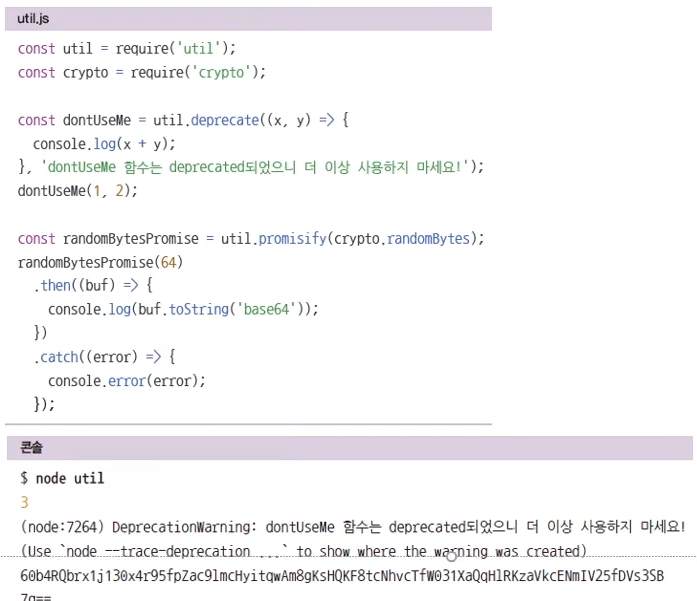 util.js
const util = require('util');
const crypto = require('crypto');
const dontUseMe = util.deprecate((x, y) => {
console.log(x + y);
}, 'dontUseMe 함수는 deprecated되었으니 더 이상 사용하지 마세요!');
dontUseMe(1, 2);
const randomBytesPromise = util.promisify(crypto.randomBytes);
randomBytesPromise(64)
.then((buf) => {
console.log(buf.toString('base64'));
})
.catch((error) => {
console.error(error);
});
콘솔
$ node util
3
(node:7264) DeprecationWarning: dontUseMe 함수는 deprecated되었으니 더 이상 사용하지 마세요!
(Use `node --trace-deprecation ...` to show where the warning was created)
60b4RQbrx1j130x4r95fpZac9lmcHyitqwAm8gKsHQKF8tcNhvcTfW031XaQqHlRKzaVkcENmIV25fDVs3SB
7q==